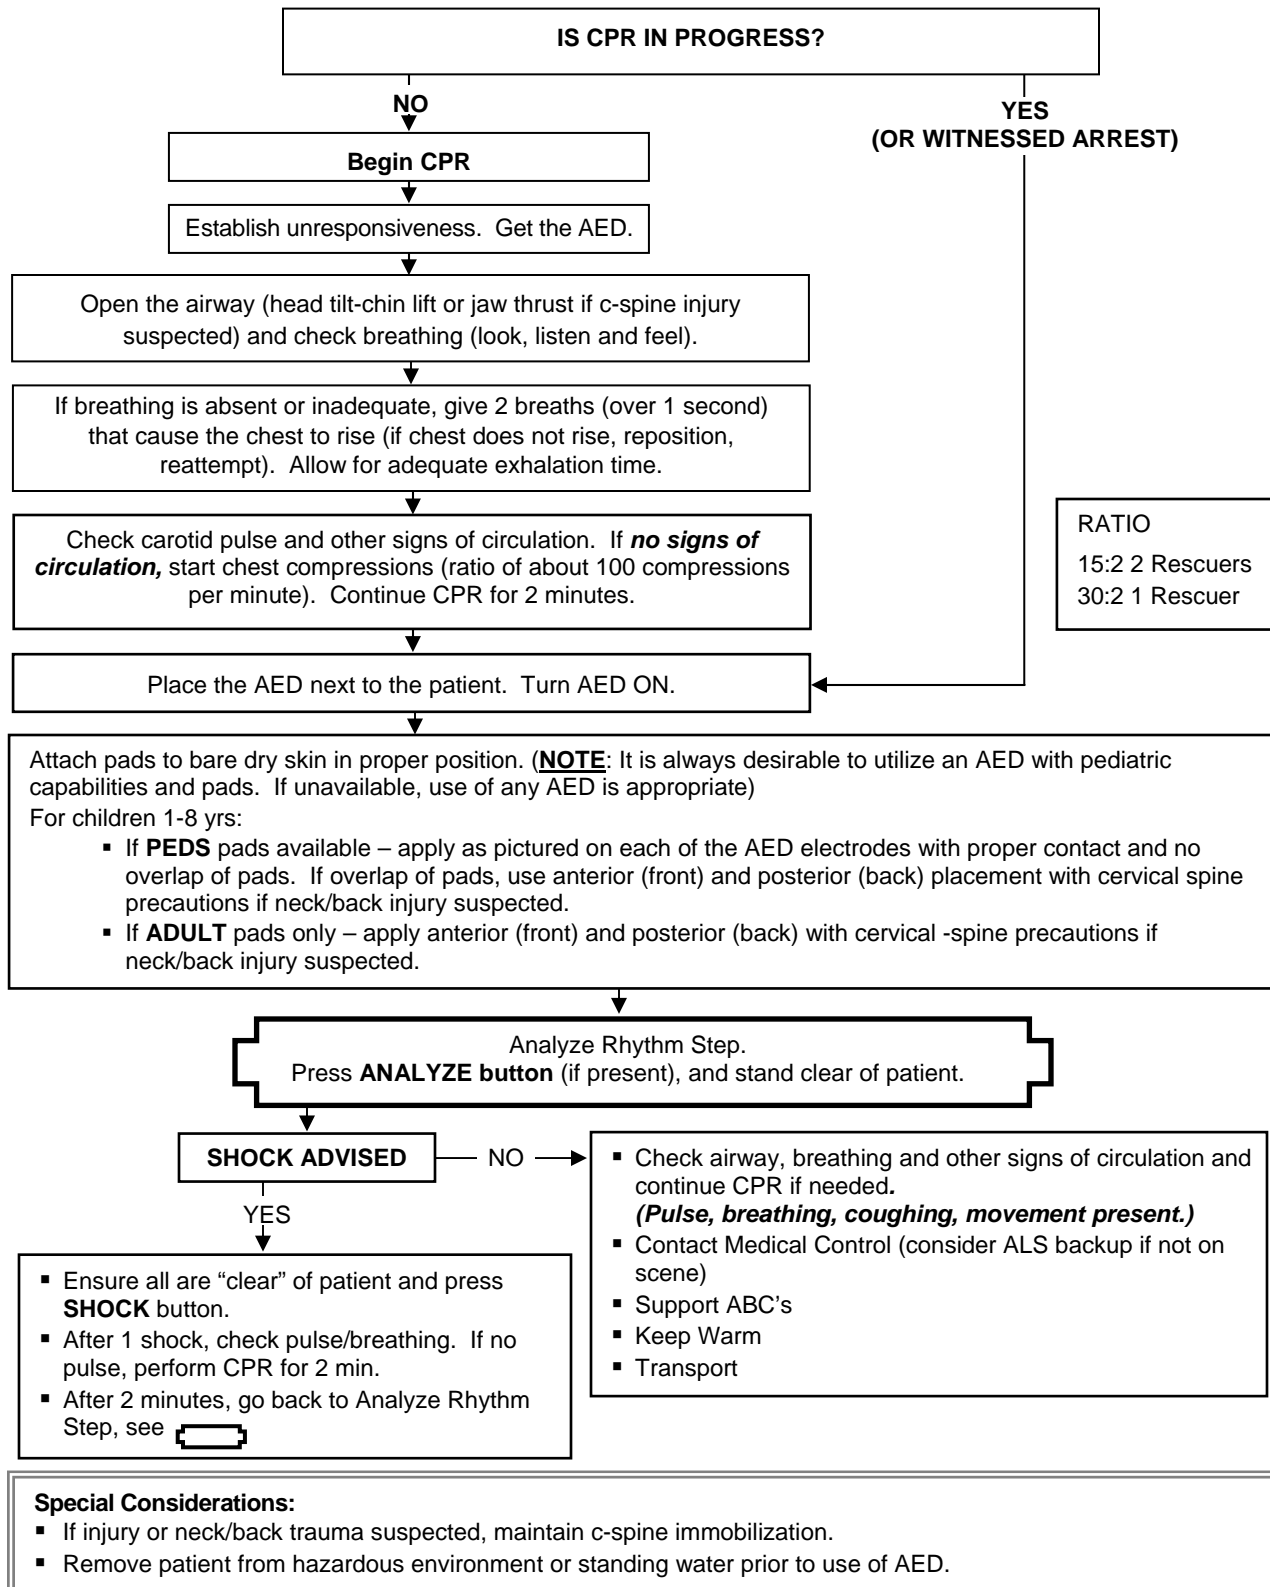 IS CPR IN PROGRESS?
NO
YES
(OR WITNESSED ARREST)
Begin CPR
Establish unresponsiveness.  Get the AED.
Open the airway (head tilt-chin lift or jaw thrust if c-spine injury
suspected) and check breathing (look, listen and feel).
If breathing is absent or inadequate, give 2 breaths (over 1 second)
that cause the chest to rise (if chest does not rise, reposition,
reattempt).  Allow for adequate exhalation time.
Check carotid pulse and other signs of circulation.  If no signs of
circulation, start chest compressions (ratio of about 100 compressions
per minute).  Continue CPR for 2 minutes.
RATIO
15:2 2 Rescuers
30:2 1 Rescuer
Place the AED next to the patient.  Turn AED ON.
Attach pads to bare dry skin in proper position. (NOTE: It is always desirable to utilize an AED with pediatric
capabilities and pads.  If unavailable, use of any AED is appropriate)
For children 1-8 yrs:
▪ If PEDS pads available – apply as pictured on each of the AED electrodes with proper contact and no
overlap of pads.  If overlap of pads, use anterior (front) and posterior (back) placement with cervical spine
precautions if neck/back injury suspected.
▪ If ADULT pads only – apply anterior (front) and posterior (back) with cervical -spine precautions if
neck/back injury suspected.
Analyze Rhythm Step.
Press ANALYZE button (if present), and stand clear of patient.
SHOCK ADVISED
NO
YES
▪ Check airway, breathing and other signs of circulation and
continue CPR if needed.
(Pulse, breathing, coughing, movement present.)
▪ Contact Medical Control (consider ALS backup if not on
scene)
▪ Support ABC's
▪ Keep Warm
▪ Transport
▪ Ensure all are “clear” of patient and press
SHOCK button.
▪ After 1 shock, check pulse/breathing.  If no
pulse, perform CPR for 2 min.
▪ After 2 minutes, go back to Analyze Rhythm
Step, see
Special Considerations:
▪ If injury or neck/back trauma suspected, maintain c-spine immobilization.
▪ Remove patient from hazardous environment or standing water prior to use of AED.